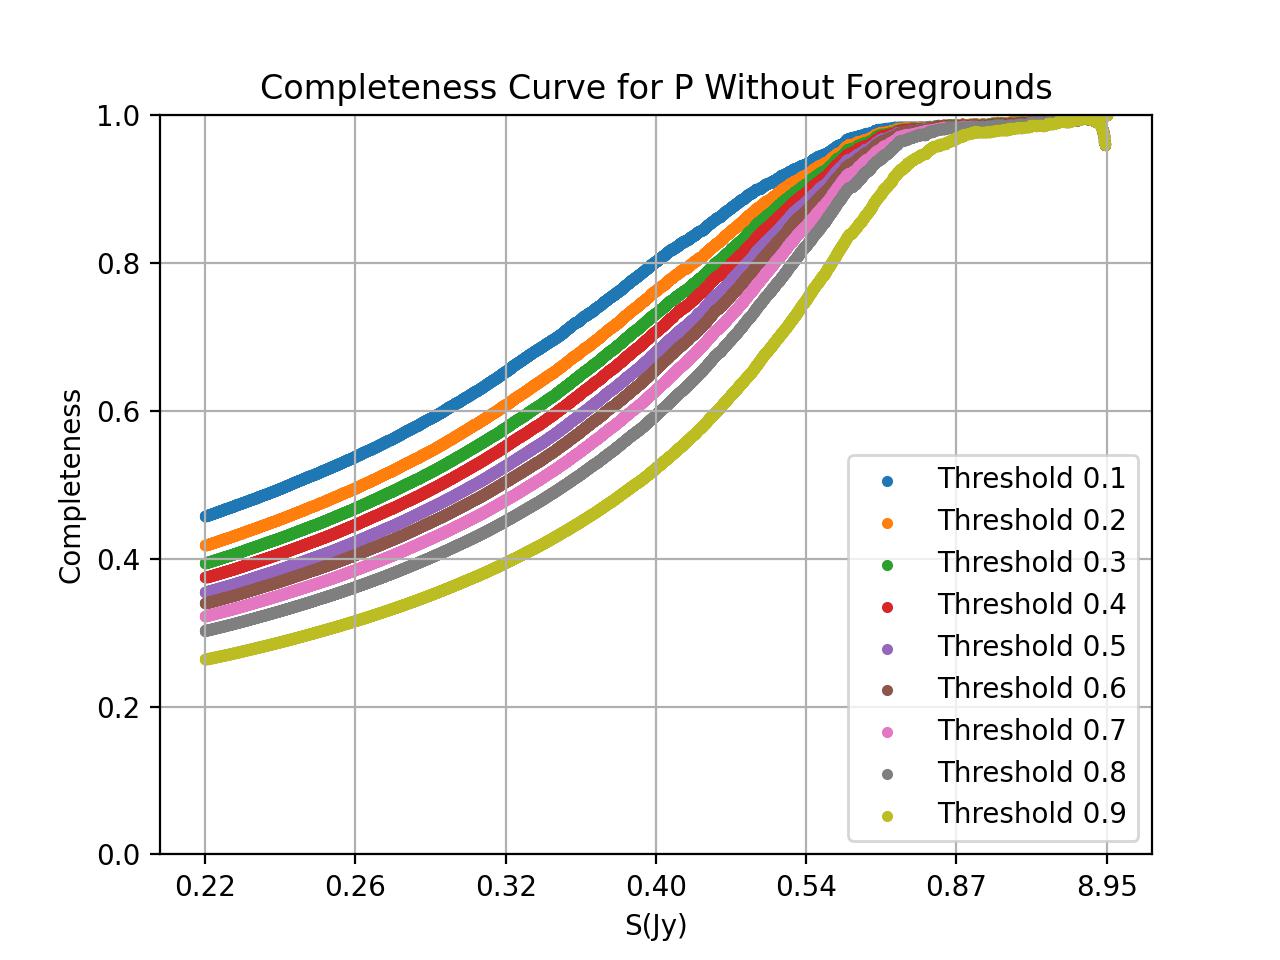 Completeness Curve for P Without Foregrounds
1.0
0.8
0.6
0.4
0.2
0.0
Completeness
Threshold 0.1
Threshold 0.2
Threshold 0.3
Threshold 0.4
Threshold 0.5
Threshold 0.6
Threshold 0.7
Threshold 0.8
Threshold 0.9
0.22 0.26 0.32 0.40 0.54 0.87 8.95
S(Jy)